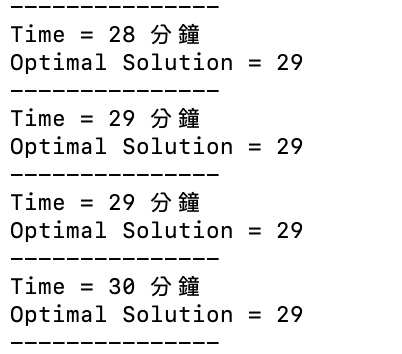 ---------------
Time = 28 分鐘
Optimal Solution = 29
---------------
Time = 29 分鐘
Optimal Solution = 29
---------------
Time = 29 分鐘
Optimal Solution = 29
---------------
Time = 30 分鐘
Optimal Solution = 29
---------------